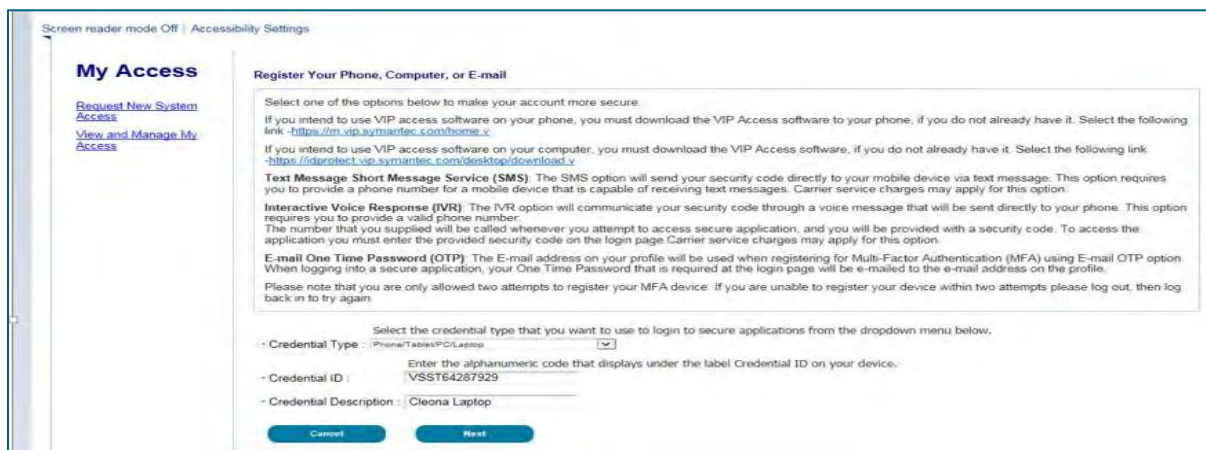 Screen reader mode Off | Accessibility Settings
My Access
Request New System
Access
View and Manage My
Access
Register Your Phone, Computer, or E-mail
Select one of the options below to make your account more secure.
If you intend to use VIP access software on your phone, you must download the VIP Access software to your phone, if you do not already have it. Select the following
link -https://m.vip.symantec.com/home.v
If you intend to use VIP access software on your computer, you must download the VIP Access software, if you do not already have it. Select the following link
-https://idprotect.vip.symantec.com/desktop/download.v
Text Message Short Message Service (SMS): The SMS option will send your security code directly to your mobile device via text message. This option requires
you to provide a phone number for a mobile device that is capable of receiving text messages. Carrier service charges may apply for this option.
Interactive Voice Response (IVR): The IVR option will communicate your security code through a voice message that will be sent directly to your phone. This option
requires you to provide a valid phone number.
The number that you supplied will be called whenever you attempt to access secure application, and you will be provided with a security code. To access the
application you must enter the provided security code on the login page.Carrier service charges may apply for this option.
E-mail One Time Password (OTP): The E-mail address on your profile will be used when registering for Multi-Factor Authentication (MFA) using E-mail OTP option.
When logging into a secure application, your One Time Password that is required at the login page will be e-mailed to the e-mail address on the profile.
Please note that you are only allowed two attempts to register your MFA device. If you are unable to register your device within two attempts please log out, then log
back in to try again.
Select the credential type that you want to use to login to secure applications from the dropdown menu below.
- Credential Type : Phone/Tablet/PC/Laptop
Enter the alphanumeric code that displays under the label Credential ID on your device.
- Credential ID : VSST64287929
- Credential Description : Cleona Laptop
Cancel Next